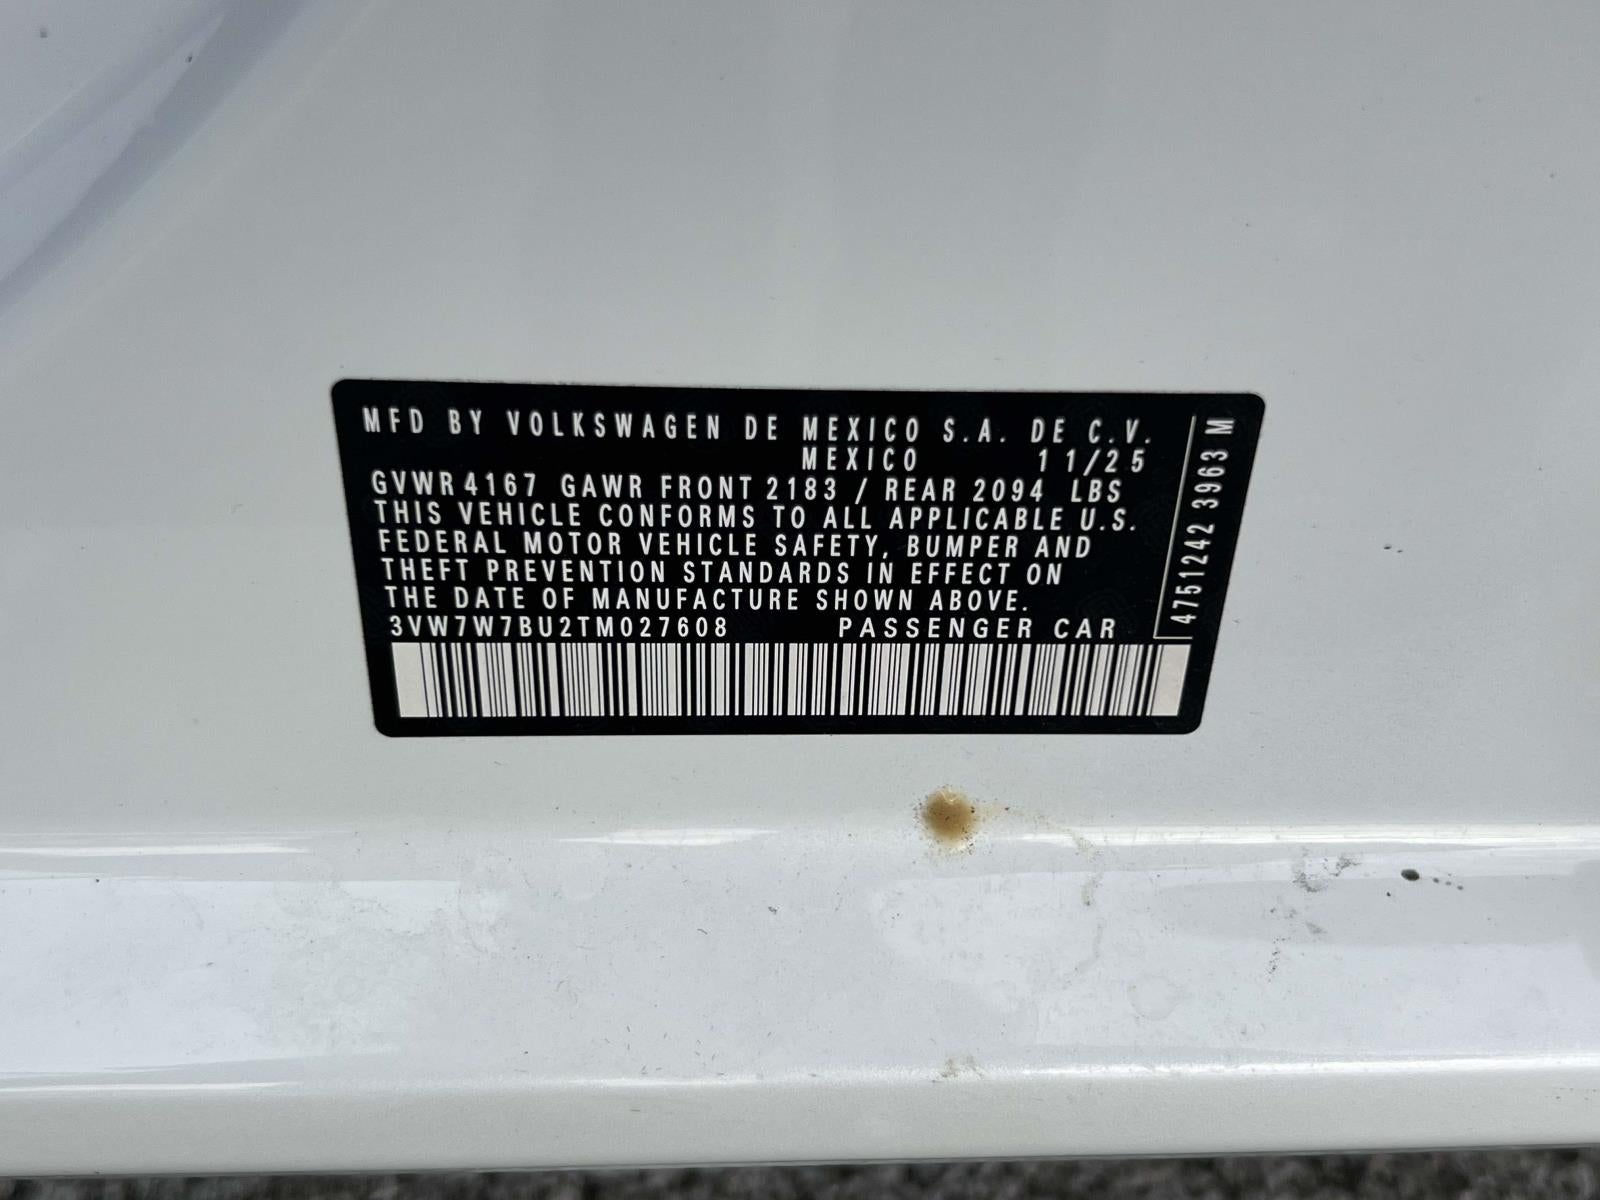 MFD BY VOLKSWAGEN DE MEXICO S.A. DE C.V.
MEXICO 11/25
GVWR 4167 GAWR FRONT 2183 / REAR 2094 LBS
THIS VEHICLE CONFORMS TO ALL APPLICABLE U.S.
FEDERAL MOTOR VEHICLE SAFETY, BUMPER AND
THEFT PREVENTION STANDARDS IN EFFECT ON
THE DATE OF MANUFACTURE SHOWN ABOVE.
3VW7W7BU2TM027608 PASSENGER CAR
4751242 3963 M